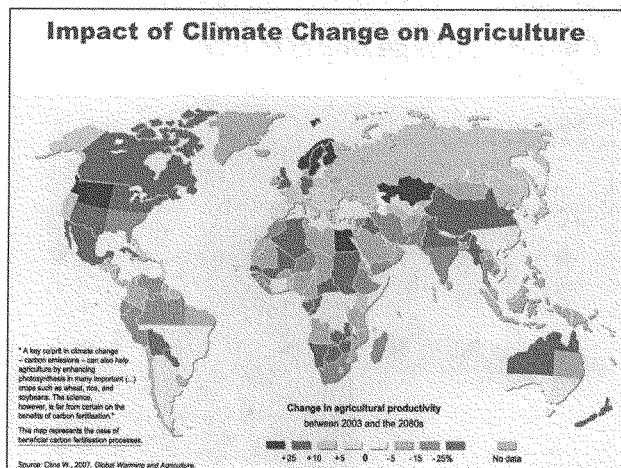 Impact of Climate Change on Agriculture
" A key culprit in climate change
– carbon emissions – can also help
agriculture by enhancing
photosynthesis in many important (...)
crops such as wheat, rice, and
soybeans. The science,
however, is far from certain on the
benefits of carbon fertilisation."
This map represents the case of
beneficial carbon fertilisation processes.
Change in agricultural productivity
between 2003 and the 2080s
+25 +10 +5 0 -5 -15 -25% No data
Source: Cline W., 2007, Global Warming and Agriculture.